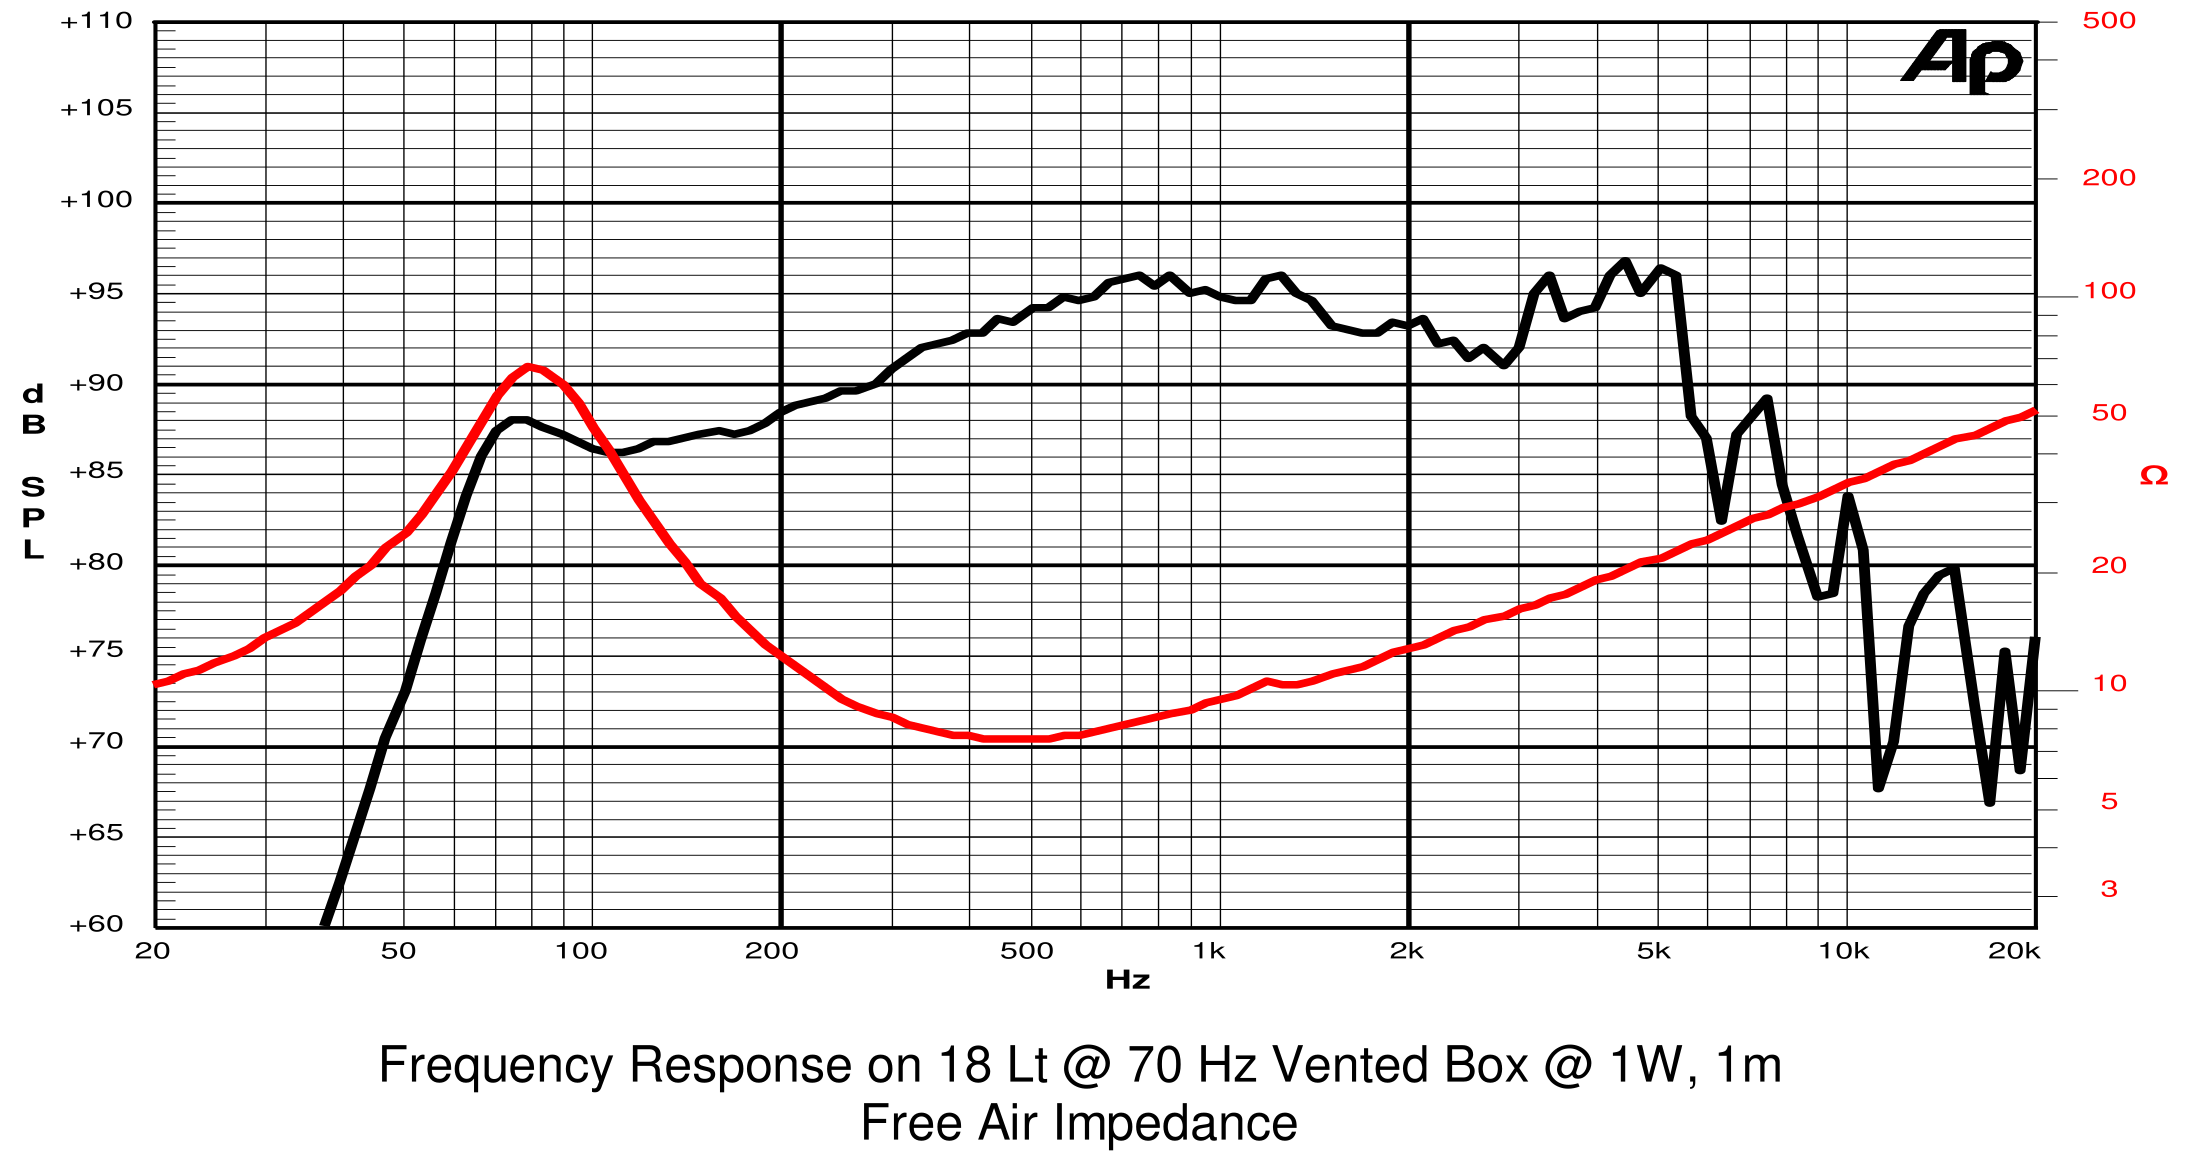 +110
+105
+100
+95
+90
+85
+80
+75
+70
+65
+60
dB SPL
500
200
100
50
20
10
5
3
Ω
Ap
20 50 100 200 500 1k 2k 5k 10k 20k
Hz
Frequency Response on 18 Lt @ 70 Hz Vented Box @ 1W, 1m
Free Air Impedance